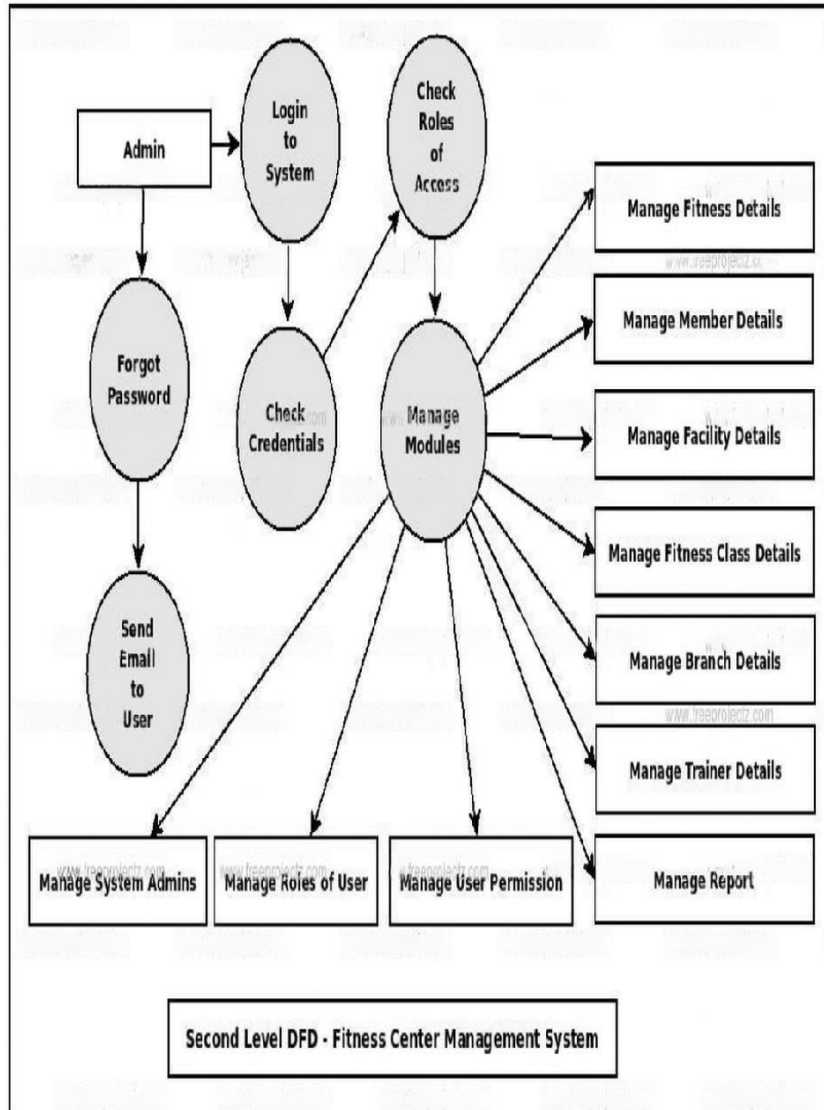 Admin
Login
to
System
Check
Roles
of
Access
Manage Fitness Details
www.freeprojectz.cc
Manage Member Details
Forgot
Password
Check
Credentials
Manage
Modules
Manage Facility Details
Manage Fitness Class Details
Send
Email
to
User
Manage Branch Details
www.freeprojectz.com
Manage Trainer Details
www.freeprojectz.com
Manage System Admins
www.freeprojectz.com
Manage Roles of User
w.freeprojectz.com
Manage User Permission
Manage Report
Second Level DFD - Fitness Center Management System